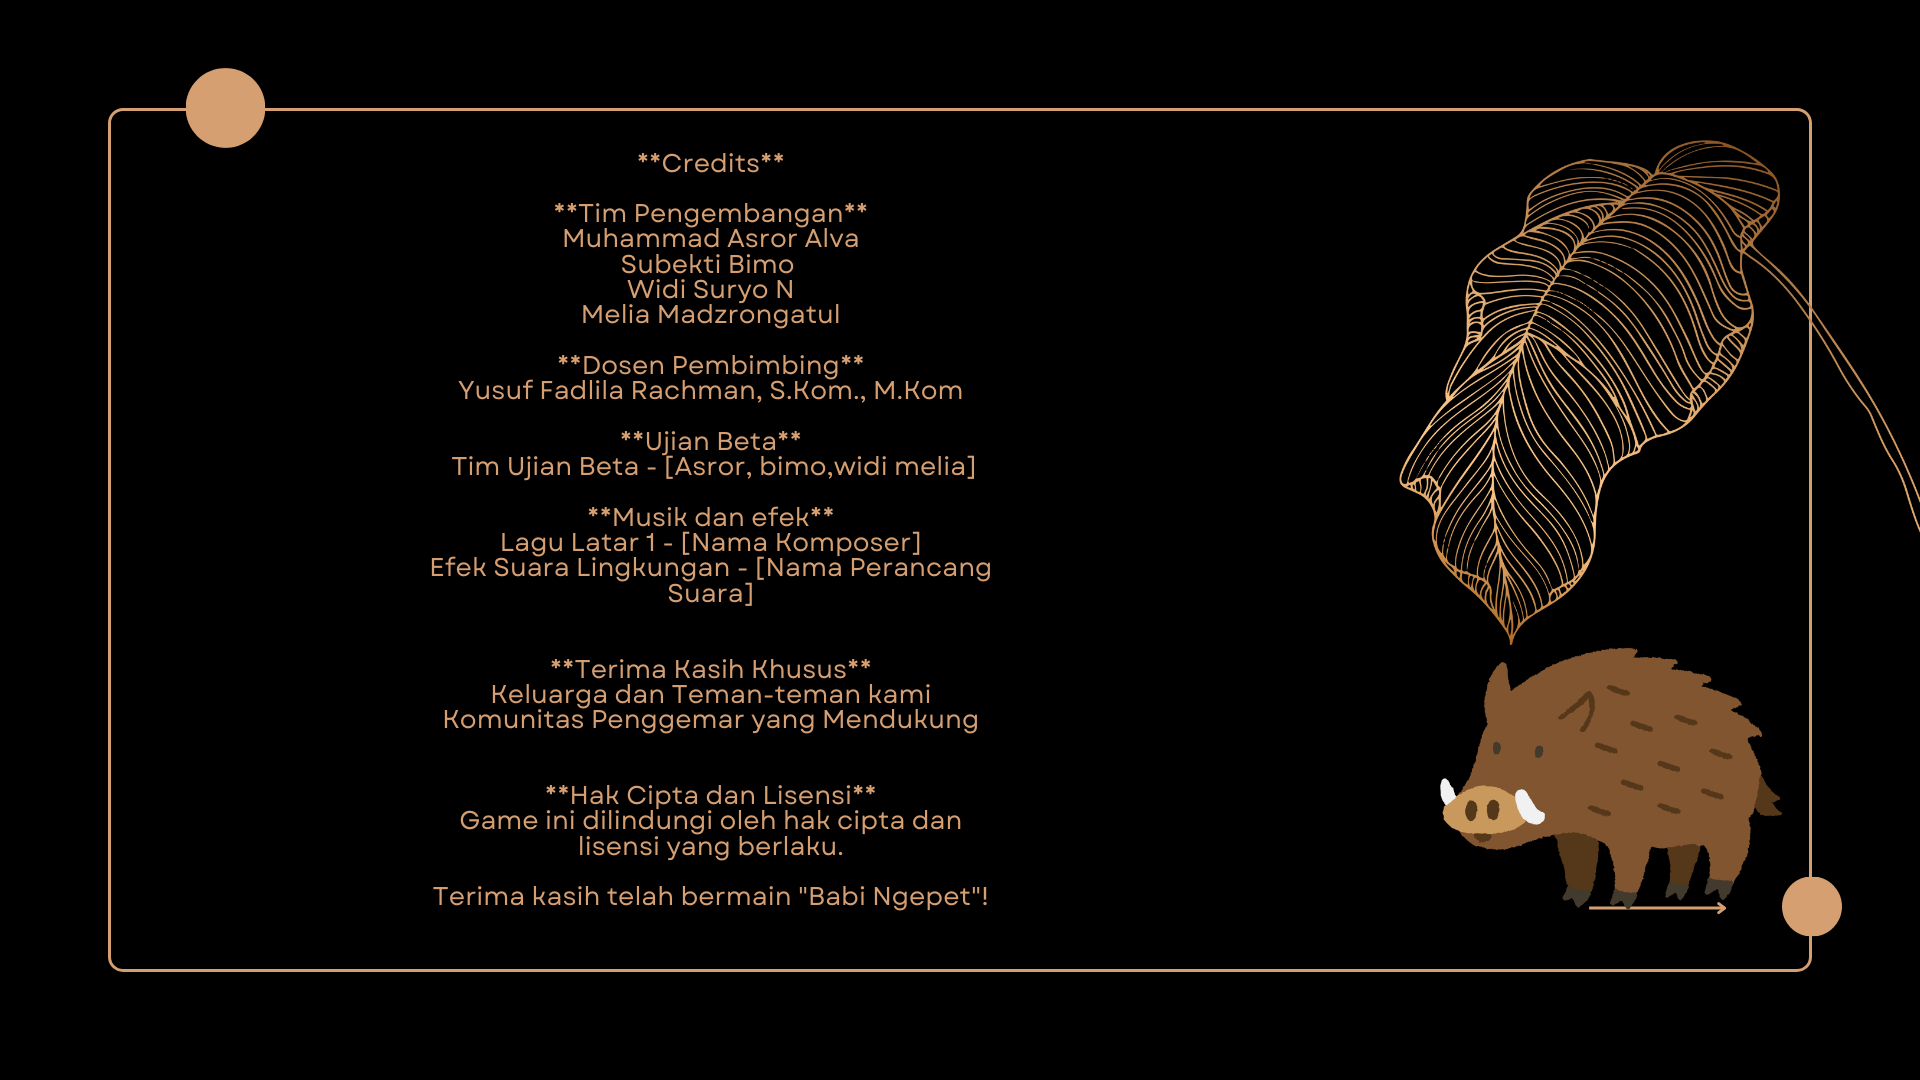 **Credits**
**Tim Pengembangan**
Muhammad Asror Alva
Subekti Bimo
Widi Suryo N
Melia Madzrongatul
**Dosen Pembimbing**
Yusuf Fadlila Rachman, S.Kom., M.Kom
**Ujian Beta**
Tim Ujian Beta - [Asror, bimo,widi melia]
**Musik dan efek**
Lagu Latar 1 - [Nama Komposer]
Efek Suara Lingkungan - [Nama Perancang
Suara]
**Terima Kasih Khusus**
Keluarga dan Teman-teman kami
Komunitas Penggemar yang Mendukung
**Hak Cipta dan Lisensi**
Game ini dilindungi oleh hak cipta dan
lisensi yang berlaku.
Terima kasih telah bermain "Babi Ngepet"!